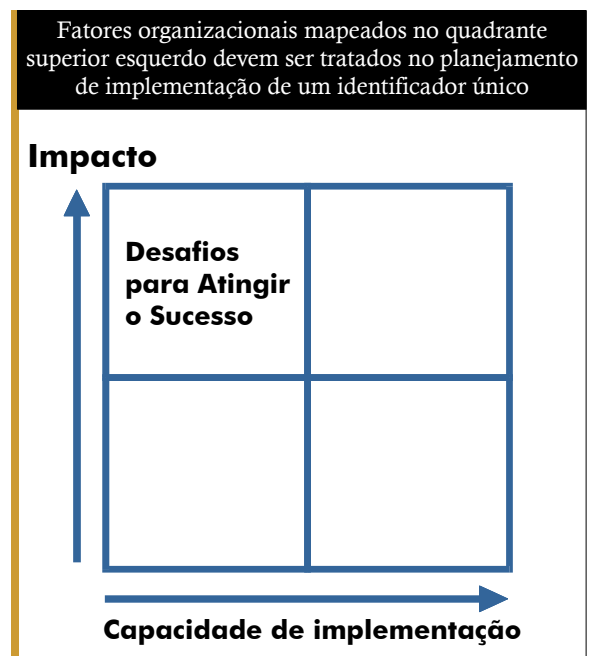 Fatores organizacionais mapeados no quadrante
superior esquerdo devem ser tratados no planejamento
de implementação de um identificador único
Impacto
Desafios
para Atingir
o Sucesso
Capacidade de implementação